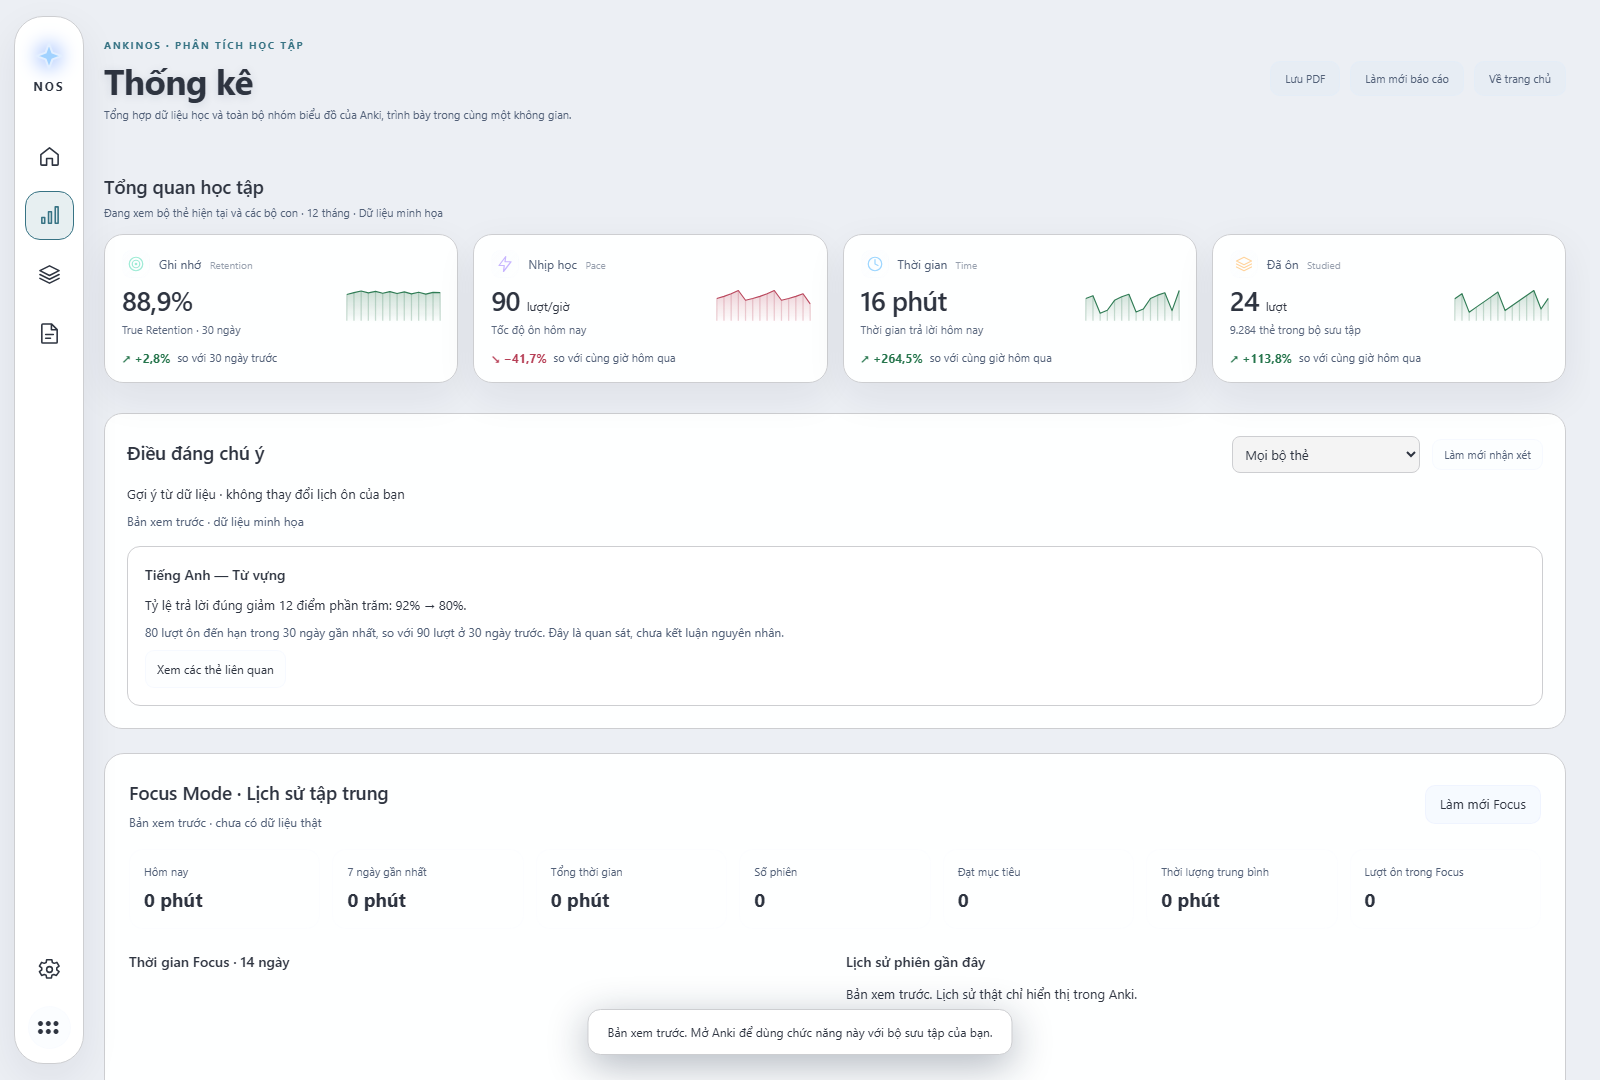 NOS
ANKINOS · PHÂN TÍCH HỌC TẬP
Thống kê
Tổng hợp dữ liệu học và toàn bộ nhóm biểu đồ của Anki, trình bày trong cùng một không gian.
Lưu PDF
Làm mới báo cáo
Về trang chủ
Tổng quan học tập
Đang xem bộ thẻ hiện tại và các bộ con · 12 tháng · Dữ liệu minh họa
Ghi nhớ Retention
88,9%
True Retention · 30 ngày
↗ +2,8% so với 30 ngày trước
Nhịp học Pace
90 lượt/giờ
Tốc độ ôn hôm nay
↘ −41,7% so với cùng giờ hôm qua
Thời gian Time
16 phút
Thời gian trả lời hôm nay
↗ +264,5% so với cùng giờ hôm qua
Đã ôn Studied
24 lượt
9.284 thẻ trong bộ sưu tập
↗ +113,8% so với cùng giờ hôm qua
Điều đáng chú ý
Mọi bộ thẻ
Làm mới nhận xét
Gợi ý từ dữ liệu · không thay đổi lịch ôn của bạn
Bản xem trước · dữ liệu minh họa
Tiếng Anh — Từ vựng
Tỷ lệ trả lời đúng giảm 12 điểm phần trăm: 92% → 80%.
80 lượt ôn đến hạn trong 30 ngày gần nhất, so với 90 lượt ở 30 ngày trước. Đây là quan sát, chưa kết luận nguyên nhân.
Xem các thẻ liên quan
Focus Mode · Lịch sử tập trung
Làm mới Focus
Bản xem trước · chưa có dữ liệu thật
Hôm nay
0 phút
7 ngày gần nhất
0 phút
Tổng thời gian
0 phút
Số phiên
0
Đạt mục tiêu
0
Thời lượng trung bình
0 phút
Lượt ôn trong Focus
0
Thời gian Focus · 14 ngày
Lịch sử phiên gần đây
Bản xem trước. Lịch sử thật chỉ hiển thị trong Anki.
Bản xem trước. Mở Anki để dùng chức năng này với bộ sưu tập của bạn.